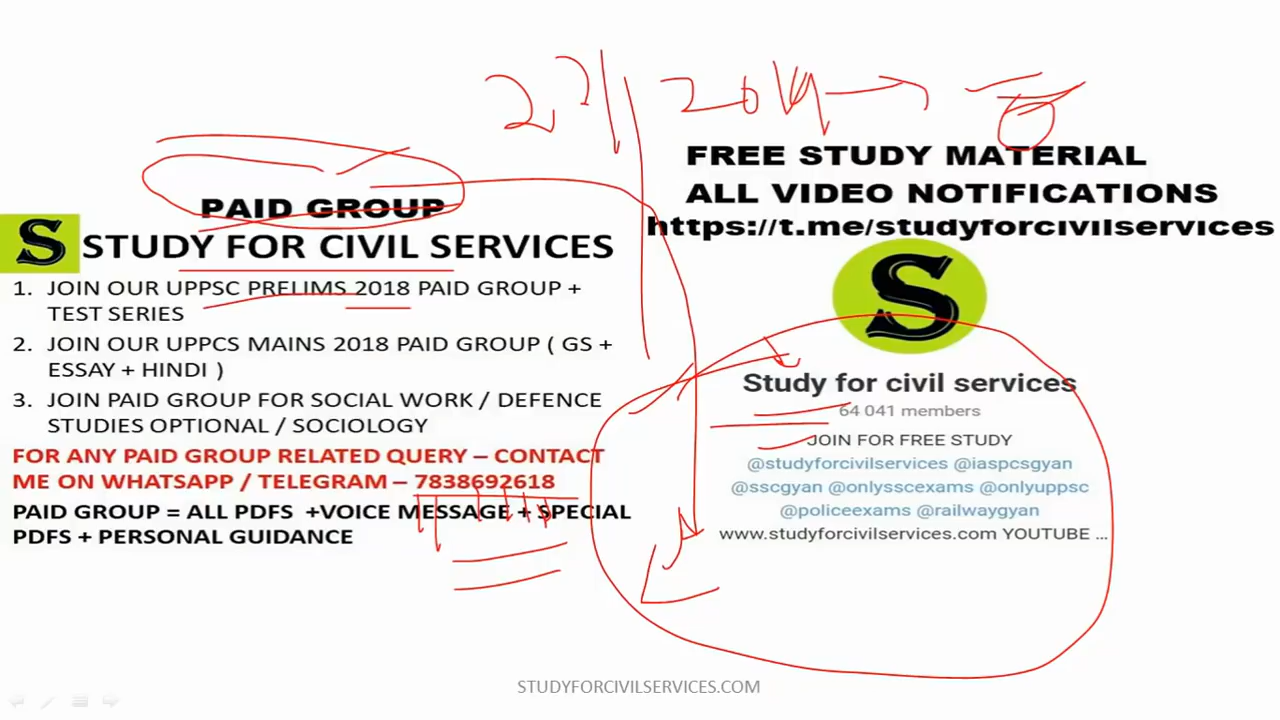 PAID GROUP
S STUDY FOR CIVIL SERVICES
1. JOIN OUR UPPSC PRELIMS 2018 PAID GROUP +
TEST SERIES
2. JOIN OUR UPPCS MAINS 2018 PAID GROUP ( GS +
ESSAY + HINDI )
3. JOIN PAID GROUP FOR SOCIAL WORK / DEFENCE
STUDIES OPTIONAL / SOCIOLOGY
FOR ANY PAID GROUP RELATED QUERY – CONTACT
ME ON WHATSAPP / TELEGRAM – 7838692618
PAID GROUP = ALL PDFS +VOICE MESSAGE + SPECIAL
PDFS + PERSONAL GUIDANCE
FREE STUDY MATERIAL
ALL VIDEO NOTIFICATIONS
https://t.me/studyforcivilservices
S
Study for civil services
64 041 members
JOIN FOR FREE STUDY
@studyforcivilservices @iaspcsgyan
@sscgyan @onlysscexams @onlyuppsc
@policeexams @railwaygyan
www.studyforcivilservices.com YOUTUBE ...
STUDYFORCIVILSERVICES.COM